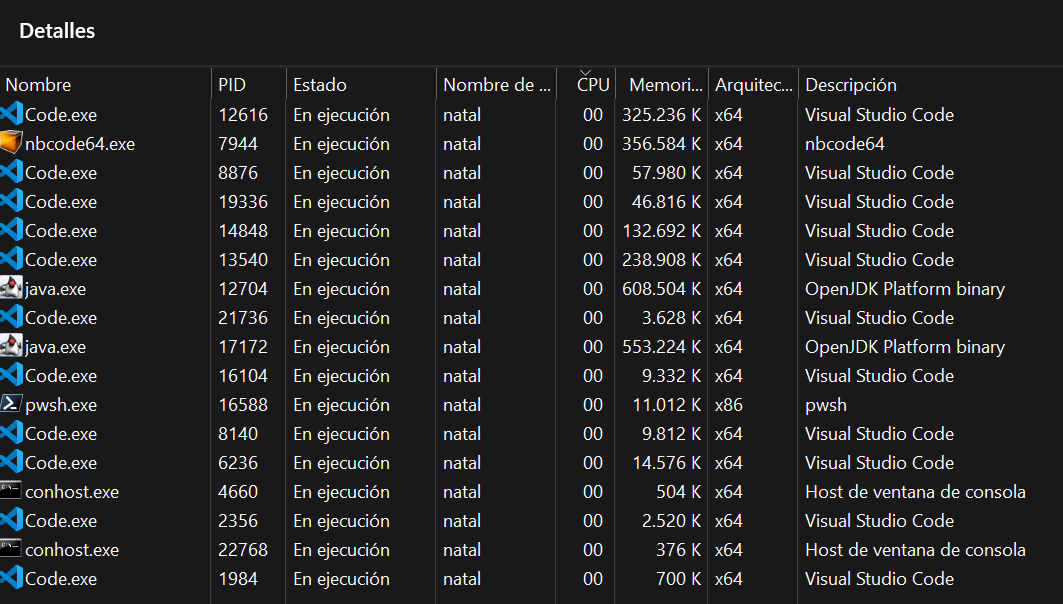 Detalles
Nombre PID Estado Nombre de ... CPU Memori... Arquitec... Descripción
Code.exe 12616 En ejecución natal 00 325.236 K x64 Visual Studio Code
nbcode64.exe 7944 En ejecución natal 00 356.584 K x64 nbcode64
Code.exe 8876 En ejecución natal 00 57.980 K x64 Visual Studio Code
Code.exe 19336 En ejecución natal 00 46.816 K x64 Visual Studio Code
Code.exe 14848 En ejecución natal 00 132.692 K x64 Visual Studio Code
Code.exe 13540 En ejecución natal 00 238.908 K x64 Visual Studio Code
java.exe 12704 En ejecución natal 00 608.504 K x64 OpenJDK Platform binary
Code.exe 21736 En ejecución natal 00 3.628 K x64 Visual Studio Code
java.exe 17172 En ejecución natal 00 553.224 K x64 OpenJDK Platform binary
Code.exe 16104 En ejecución natal 00 9.332 K x64 Visual Studio Code
pwsh.exe 16588 En ejecución natal 00 11.012 K x86 pwsh
Code.exe 8140 En ejecución natal 00 9.812 K x64 Visual Studio Code
Code.exe 6236 En ejecución natal 00 14.576 K x64 Visual Studio Code
conhost.exe 4660 En ejecución natal 00 504 K x64 Host de ventana de consola
Code.exe 2356 En ejecución natal 00 2.520 K x64 Visual Studio Code
conhost.exe 22768 En ejecución natal 00 376 K x64 Host de ventana de consola
Code.exe 1984 En ejecución natal 00 700 K x64 Visual Studio Code